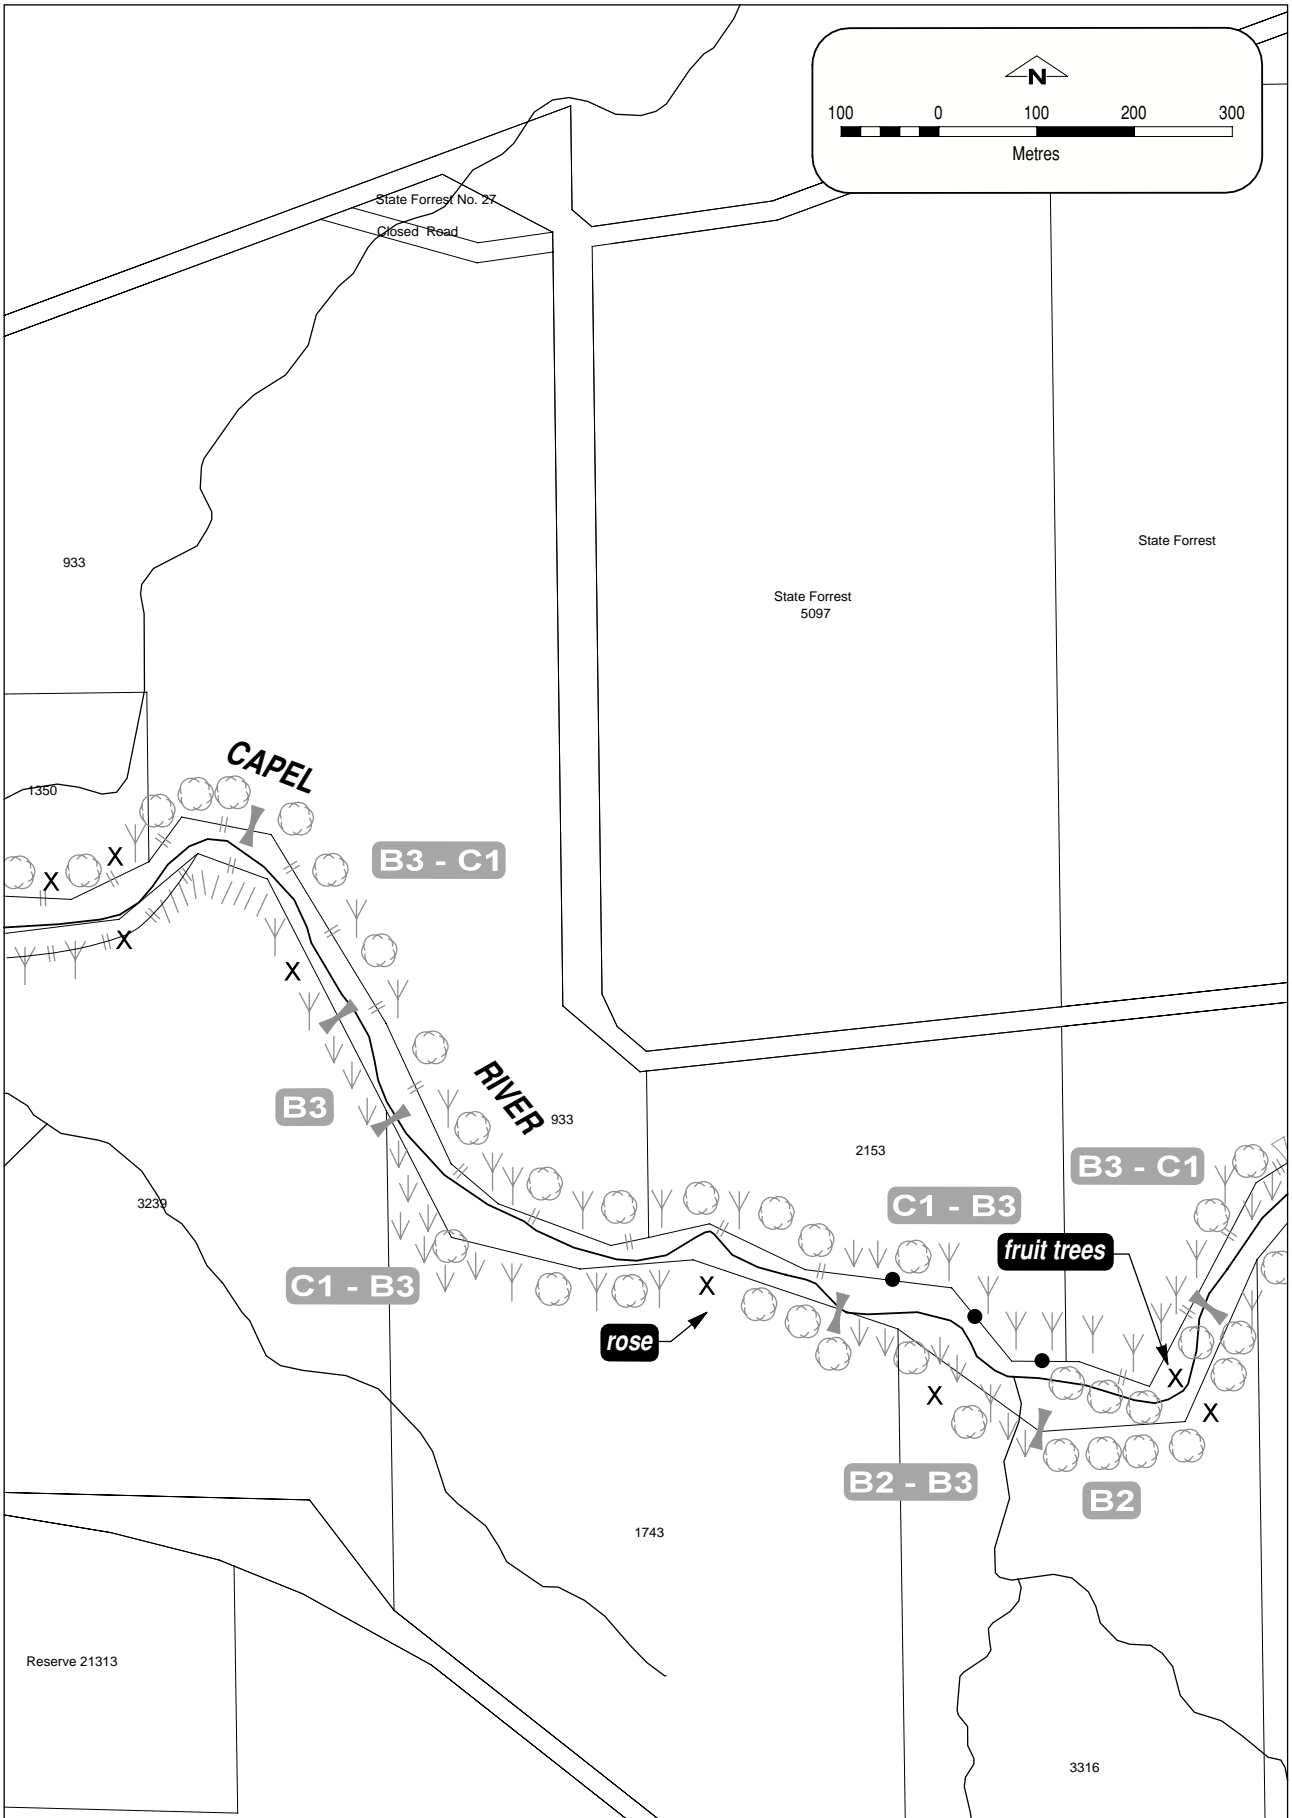 N
100 0 100 200 300
Metres
State Forrest No. 27
Closed Road
State Forrest
933
State Forrest
5097
CAPEL
1350
B3 - C1
X
X
X
X
B3
RIVER
933
2153
B3 - C1
3239
C1 - B3
fruit trees
C1 - B3
X
rose
X
X
X
B2 - B3
B2
1743
Reserve 21313
3316